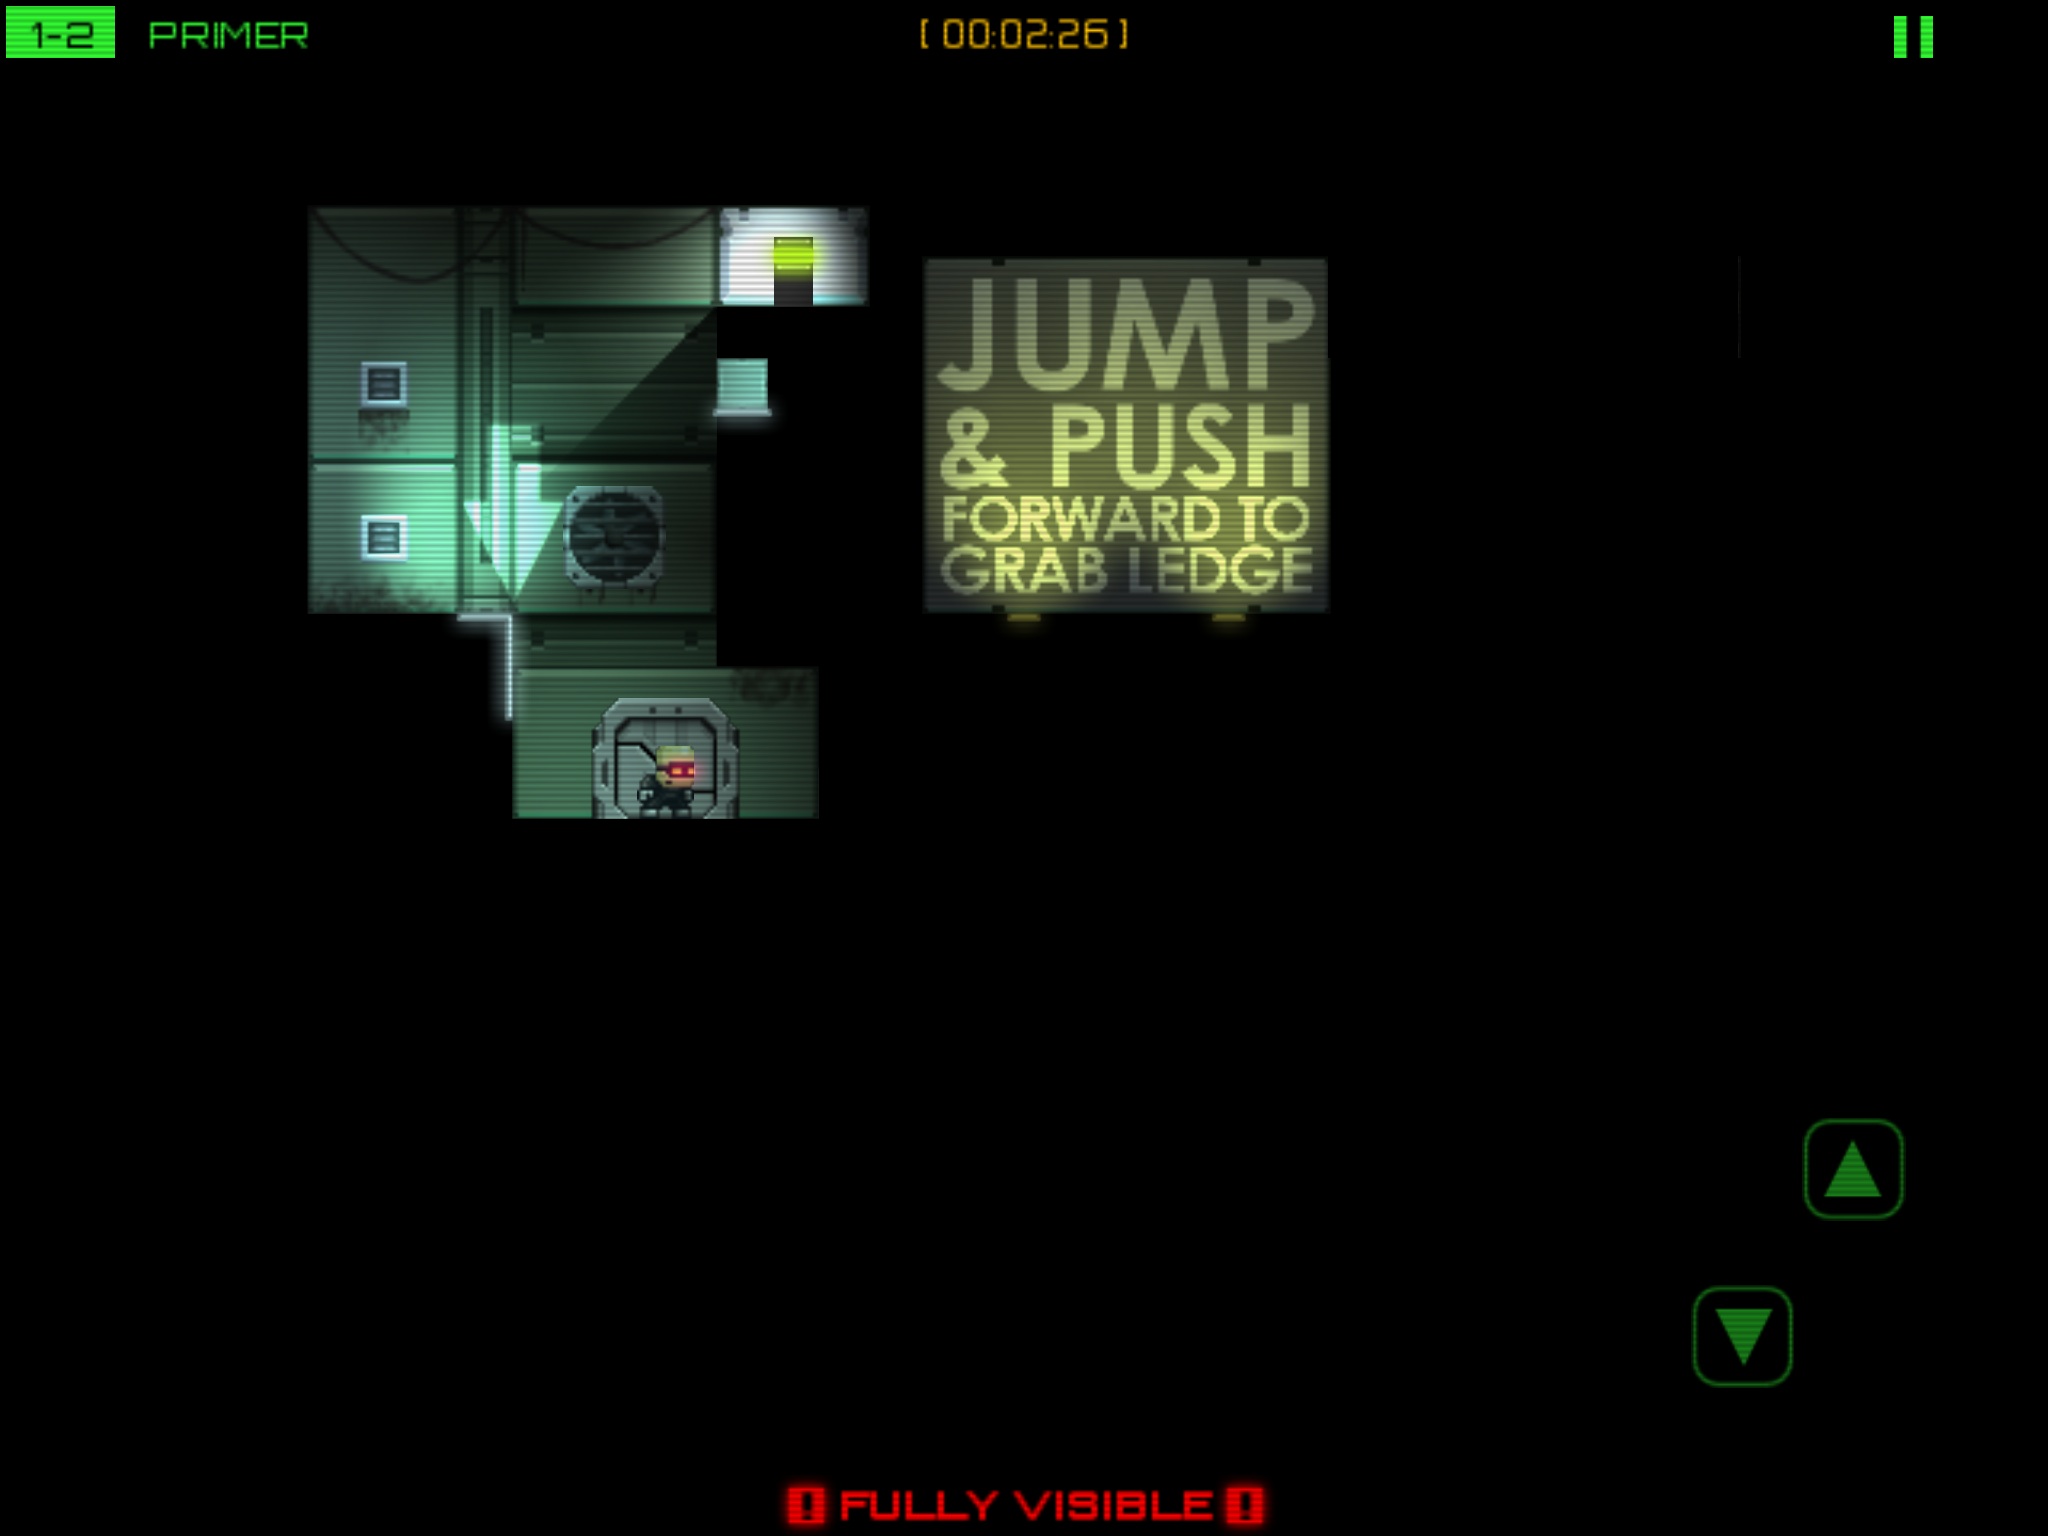 1-2 PRIMER [ 00:02:26 ]
JUMP
& PUSH
FORWARD TO
GRAB LEDGE
! FULLY VISIBLE !